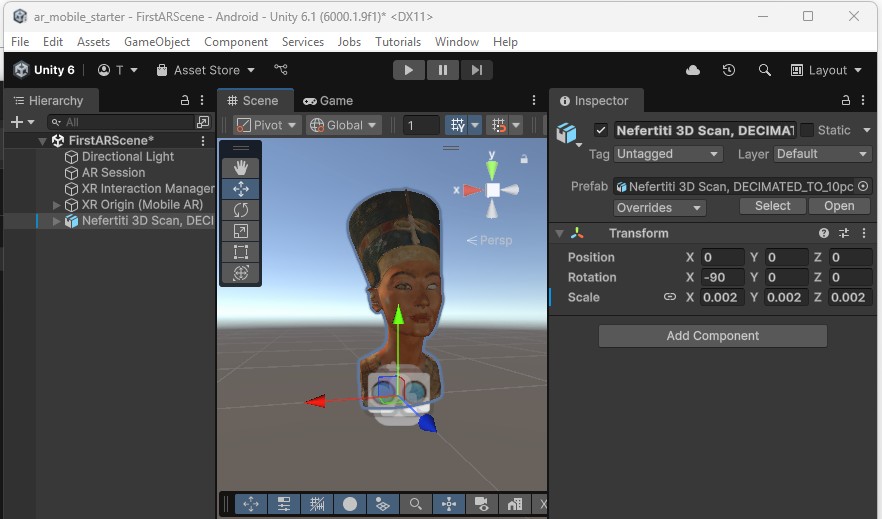 ar_mobile_starter - FirstARScene - Android - Unity 6.1 (6000.1.9f1)* <DX11>
File Edit Assets GameObject Component Services Jobs Tutorials Window Help
Unity 6 T Asset Store Layout
Hierarchy
All
FirstARScene*
Directional Light
AR Session
XR Interaction Manager
XR Origin (Mobile AR)
Nefertiti 3D Scan, DECI
Scene Game
Pivot Global 1
y
x
Persp
Inspector
Nefertiti 3D Scan, DECIMAT Static
Tag Untagged Layer Default
Prefab Nefertiti 3D Scan, DECIMATED_TO_10pc
Overrides Select Open
Transform
Position X 0 Y 0 Z 0
Rotation X -90 Y 0 Z 0
Scale X 0.002 Y 0.002 Z 0.002
Add Component
X